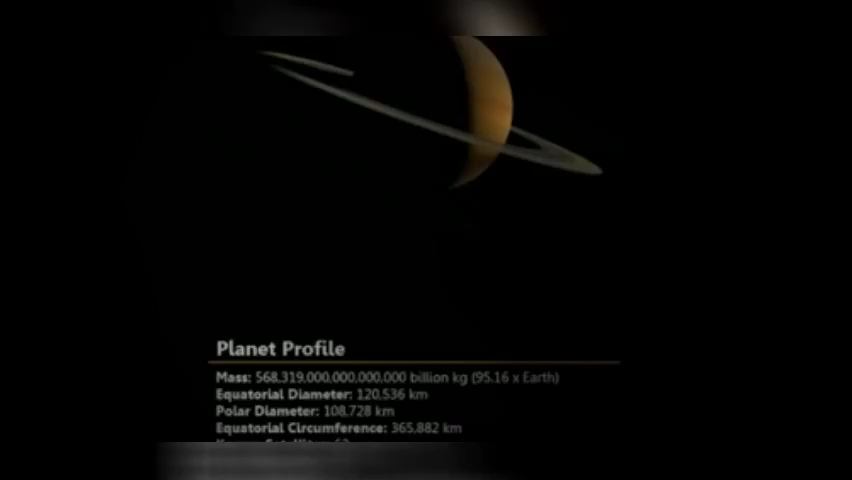 Planet Profile
Mass: 568,319,000,000,000,000 billion kg (95.16 x Earth)
Equatorial Diameter: 120,536 km
Polar Diameter: 108,728 km
Equatorial Circumference: 365,882 km